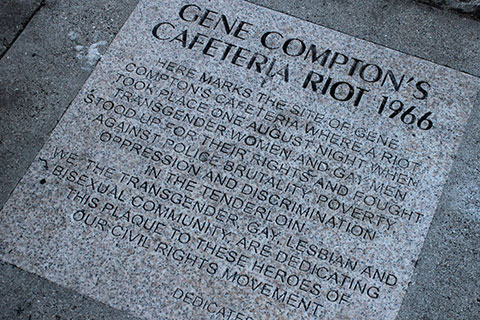 GENE COMPTON'S
CAFETERIA RIOT 1966
HERE MARKS THE SITE OF GENE
COMPTON'S CAFETERIA WHERE A RIOT
TOOK PLACE ONE AUGUST NIGHT WHEN
TRANSGENDER WOMEN AND GAY MEN
STOOD UP FOR THEIR RIGHTS AND FOUGHT
AGAINST POLICE BRUTALITY, POVERTY,
OPPRESSION AND DISCRIMINATION
IN THE TENDERLOIN.
WE, THE TRANSGENDER, GAY, LESBIAN AND
BISEXUAL COMMUNITY, ARE DEDICATING
THIS PLAQUE TO THESE HEROES OF
OUR CIVIL RIGHTS MOVEMENT.
DEDICATE